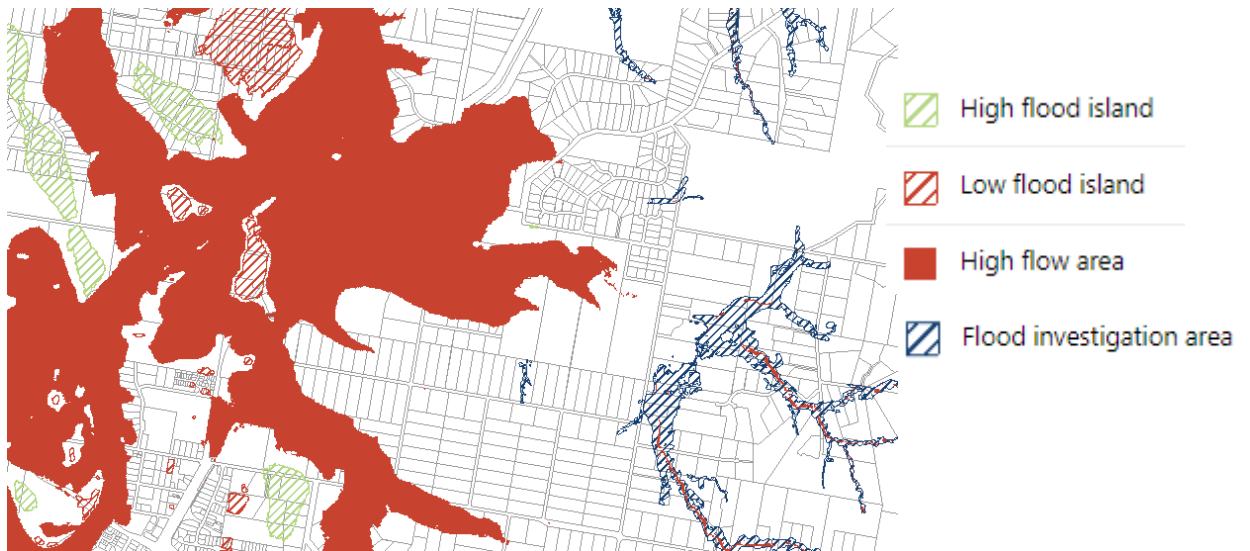 High flood island
Low flood island
High flow area
Flood investigation area